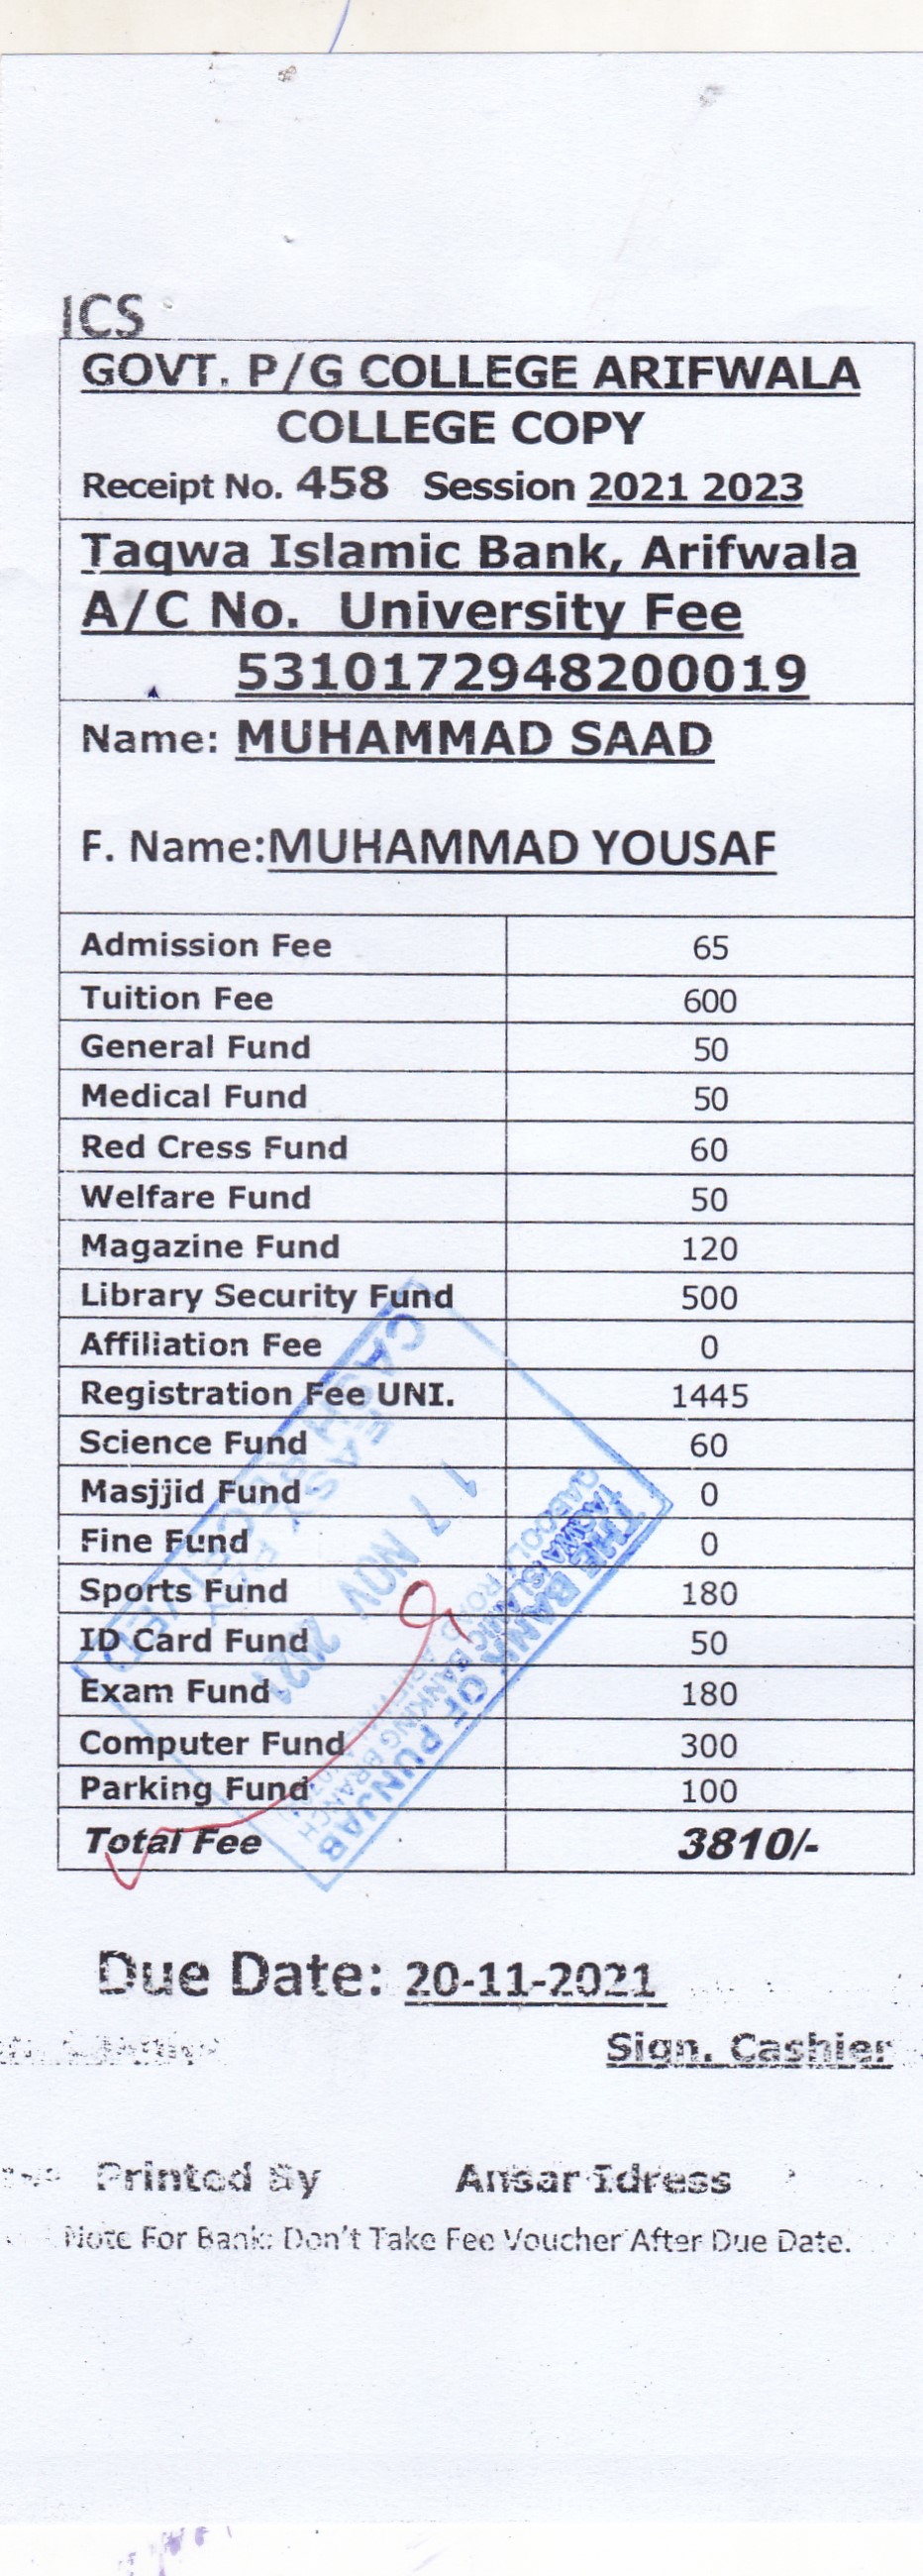 ICS
GOVT. P/G COLLEGE ARIFWALA
COLLEGE COPY
Receipt No. 458 Session 2021 2023
Taqwa Islamic Bank, Arifwala
A/C No. University Fee
5310172948200019
Name: MUHAMMAD SAAD
F. Name:MUHAMMAD YOUSAF
Admission Fee 65
Tuition Fee 600
General Fund 50
Medical Fund 50
Red Cress Fund 60
Welfare Fund 50
Magazine Fund 120
Library Security Fund 500
Affiliation Fee 0
Registration Fee UNI. 1445
Science Fund 60
Masjjid Fund 0
Fine Fund 0
Sports Fund 180
ID Card Fund 50
Exam Fund 180
Computer Fund 300
Parking Fund 100
Total Fee 3810/-
THE BANK OF PUNJAB
TAQWA ISLAMIC BANKING BRANCH
17 NOV 2021
EASY PAY
CASH RECEIVED
Due Date: 20-11-2021
Sign. Cashier
Printed By Ansar Idress
Note For Bank: Don't Take Fee Voucher After Due Date.